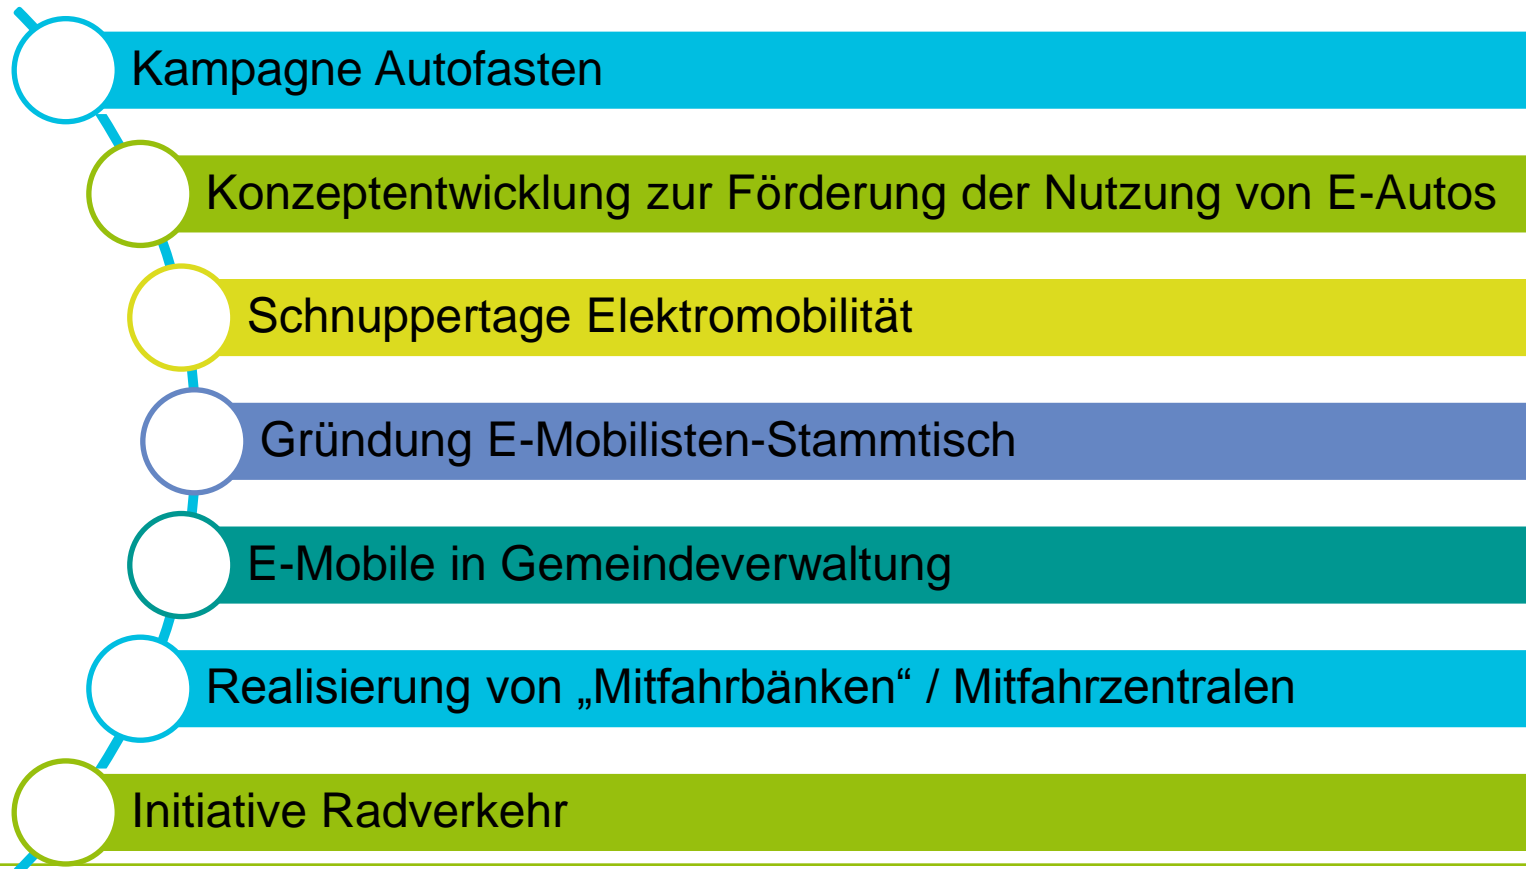 Kampagne Autofasten
Konzeptentwicklung zur Förderung der Nutzung von E-Autos
Schnuppertage Elektromobilität
Gründung E-Mobilisten-Stammtisch
E-Mobile in Gemeindeverwaltung
Realisierung von „Mitfahrbänken“ / Mitfahrzentralen
Initiative Radverkehr